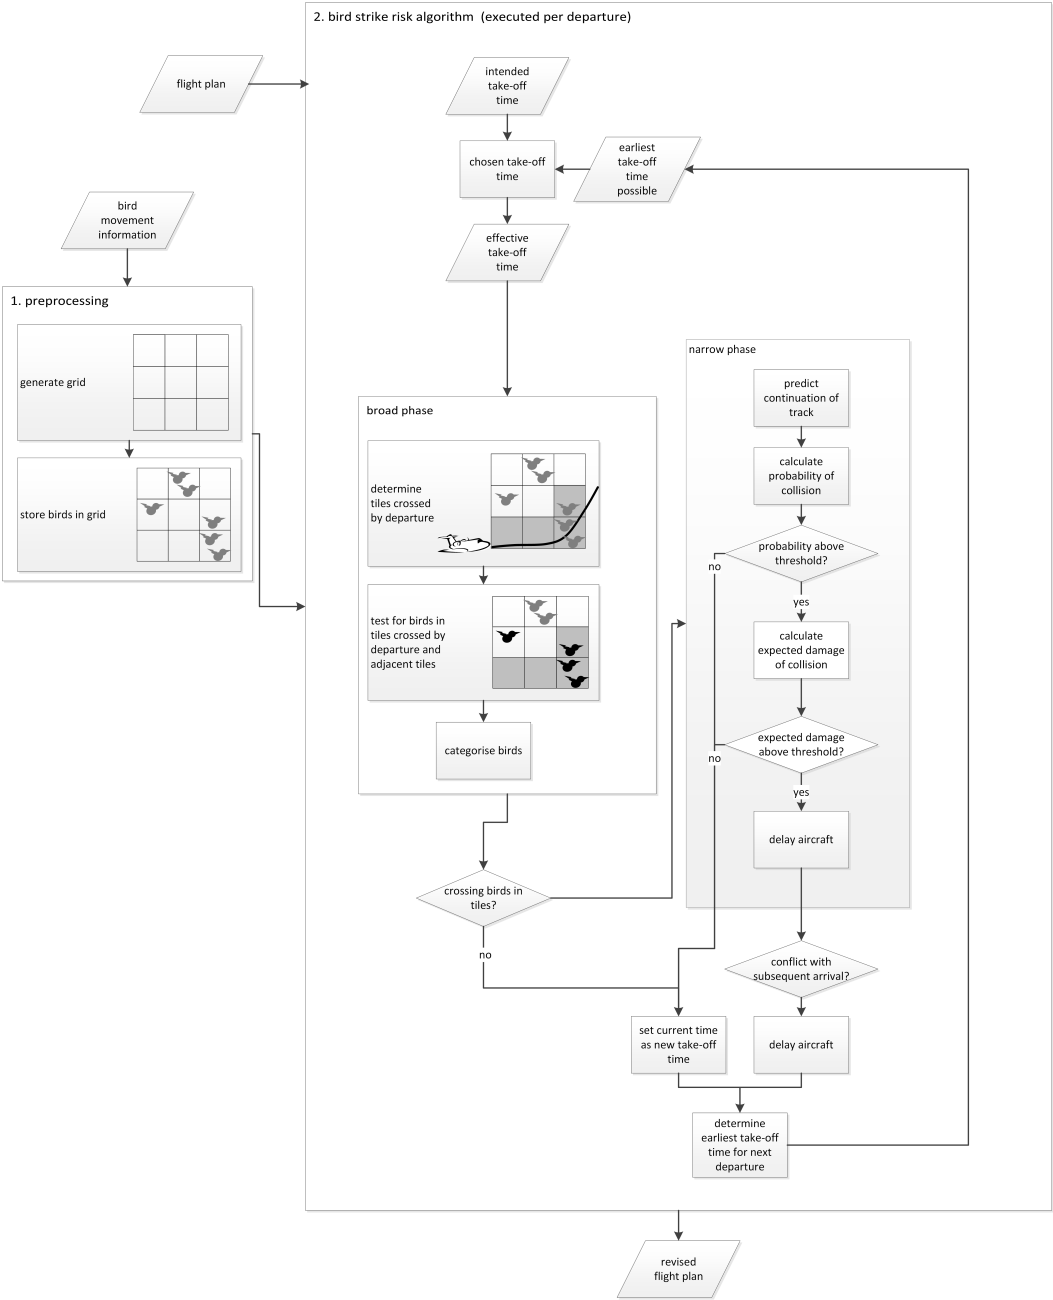 2. bird strike risk algorithm (executed per departure)
flight plan
intended
take-off
time
chosen take-off
time
earliest
take-off
time
possible
bird
movement
information
effective
take-off
time
1. preprocessing
generate grid
store birds in grid
broad phase
determine
tiles crossed
by departure
test for birds in
tiles crossed by
departure and
adjacent tiles
categorise birds
crossing birds in
tiles?
no
narrow phase
predict
continuation of
track
calculate
probability of
collision
probability above
threshold?
no
yes
calculate
expected damage
of collision
expected damage
above threshold?
no
yes
delay aircraft
conflict with
subsequent arrival?
set current time
as new take-off
time
delay aircraft
determine
earliest take-off
time for next
departure
revised
flight plan